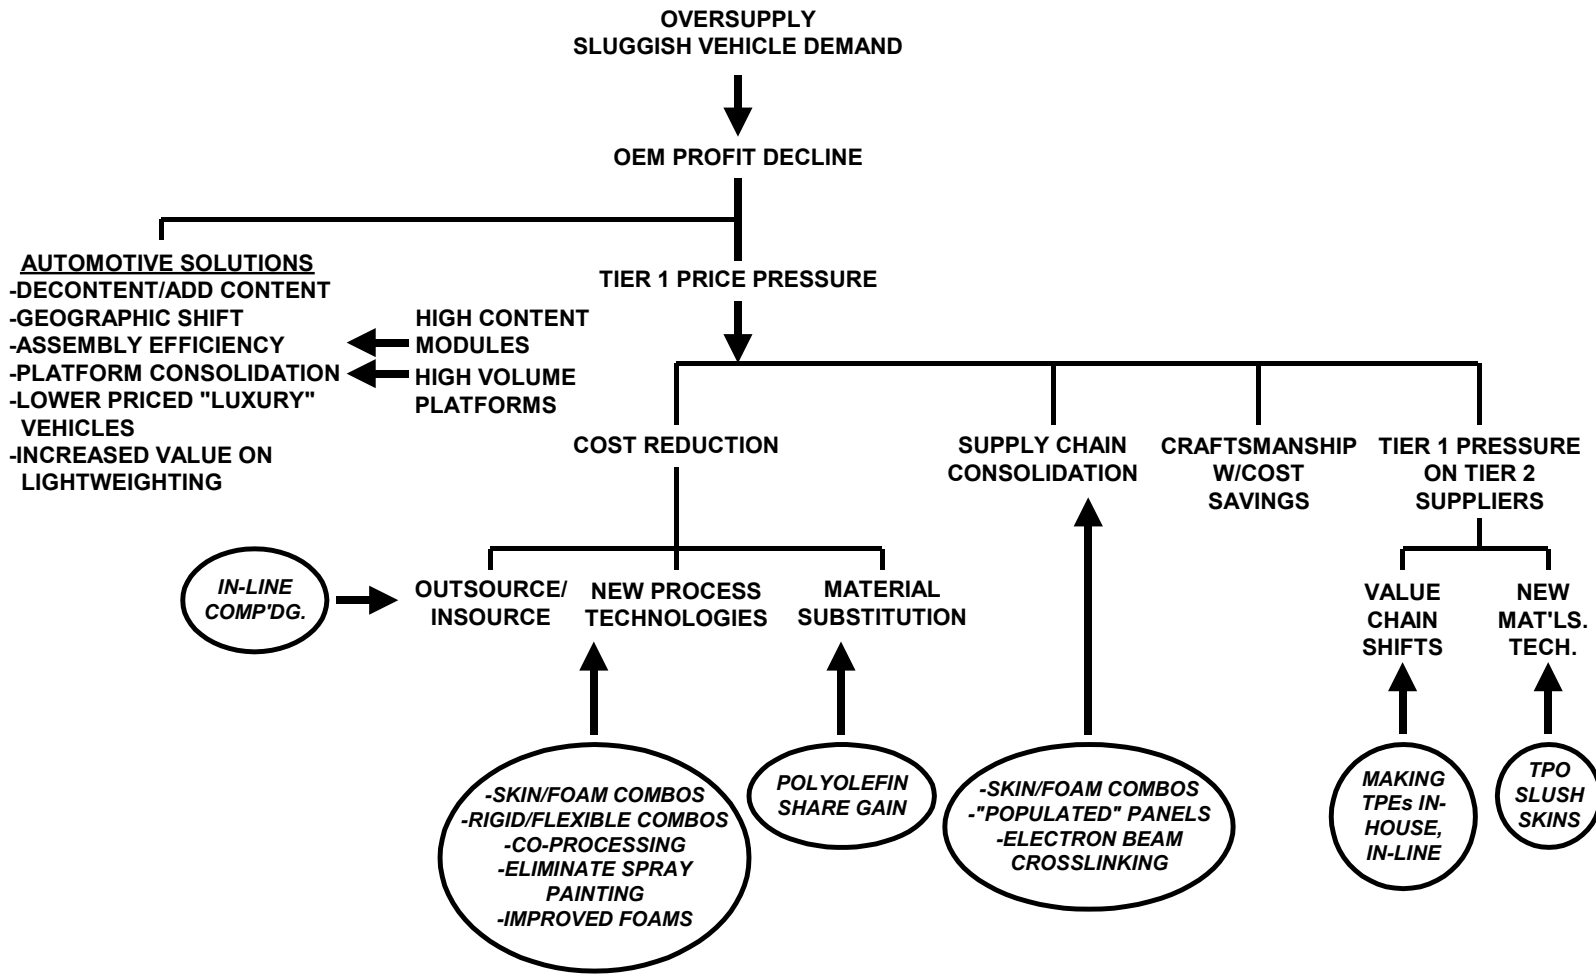 OVERSUPPLY
SLUGGISH VEHICLE DEMAND
OEM PROFIT DECLINE
AUTOMOTIVE SOLUTIONS
-DECONTENT/ADD CONTENT
-GEOGRAPHIC SHIFT
-ASSEMBLY EFFICIENCY
-PLATFORM CONSOLIDATION
-LOWER PRICED "LUXURY"
VEHICLES
-INCREASED VALUE ON
LIGHTWEIGHTING
HIGH CONTENT
MODULES
HIGH VOLUME
PLATFORMS
TIER 1 PRICE PRESSURE
COST REDUCTION
SUPPLY CHAIN
CONSOLIDATION
CRAFTSMANSHIP
W/COST
SAVINGS
TIER 1 PRESSURE
ON TIER 2
SUPPLIERS
IN-LINE
COMP'DG.
OUTSOURCE/
INSOURCE
NEW PROCESS
TECHNOLOGIES
MATERIAL
SUBSTITUTION
VALUE
CHAIN
SHIFTS
NEW
MAT'LS.
TECH.
-SKIN/FOAM COMBOS
-RIGID/FLEXIBLE COMBOS
-CO-PROCESSING
-ELIMINATE SPRAY
PAINTING
-IMPROVED FOAMS
POLYOLEFIN
SHARE GAIN
-SKIN/FOAM COMBOS
-"POPULATED" PANELS
-ELECTRON BEAM
CROSSLINKING
MAKING
TPEs IN-
HOUSE,
IN-LINE
TPO
SLUSH
SKINS